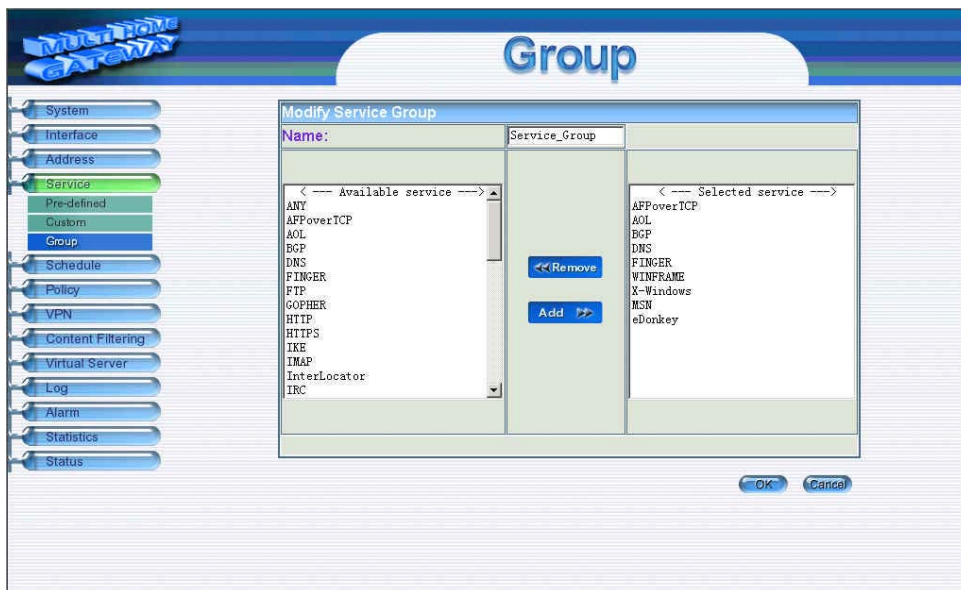 MULTI HOME
GATEWAY
Group
System
Interface
Address
Service
Pre-defined
Custom
Group
Schedule
Policy
VPN
Content Filtering
Virtual Server
Log
Alarm
Statistics
Status
Modify Service Group
Name:
Service_Group
< --- Available service --->
ANY
AFPoverTCP
AOL
BGP
DNS
FINGER
FTP
GOPHER
HTTP
HTTPS
IKE
IMAP
InterLocator
IRC
Remove
Add
< --- Selected service --->
AFPoverTCP
AOL
BGP
DNS
FINGER
WINFRAME
X-Windows
MSN
eDonkey
OK
Cancel